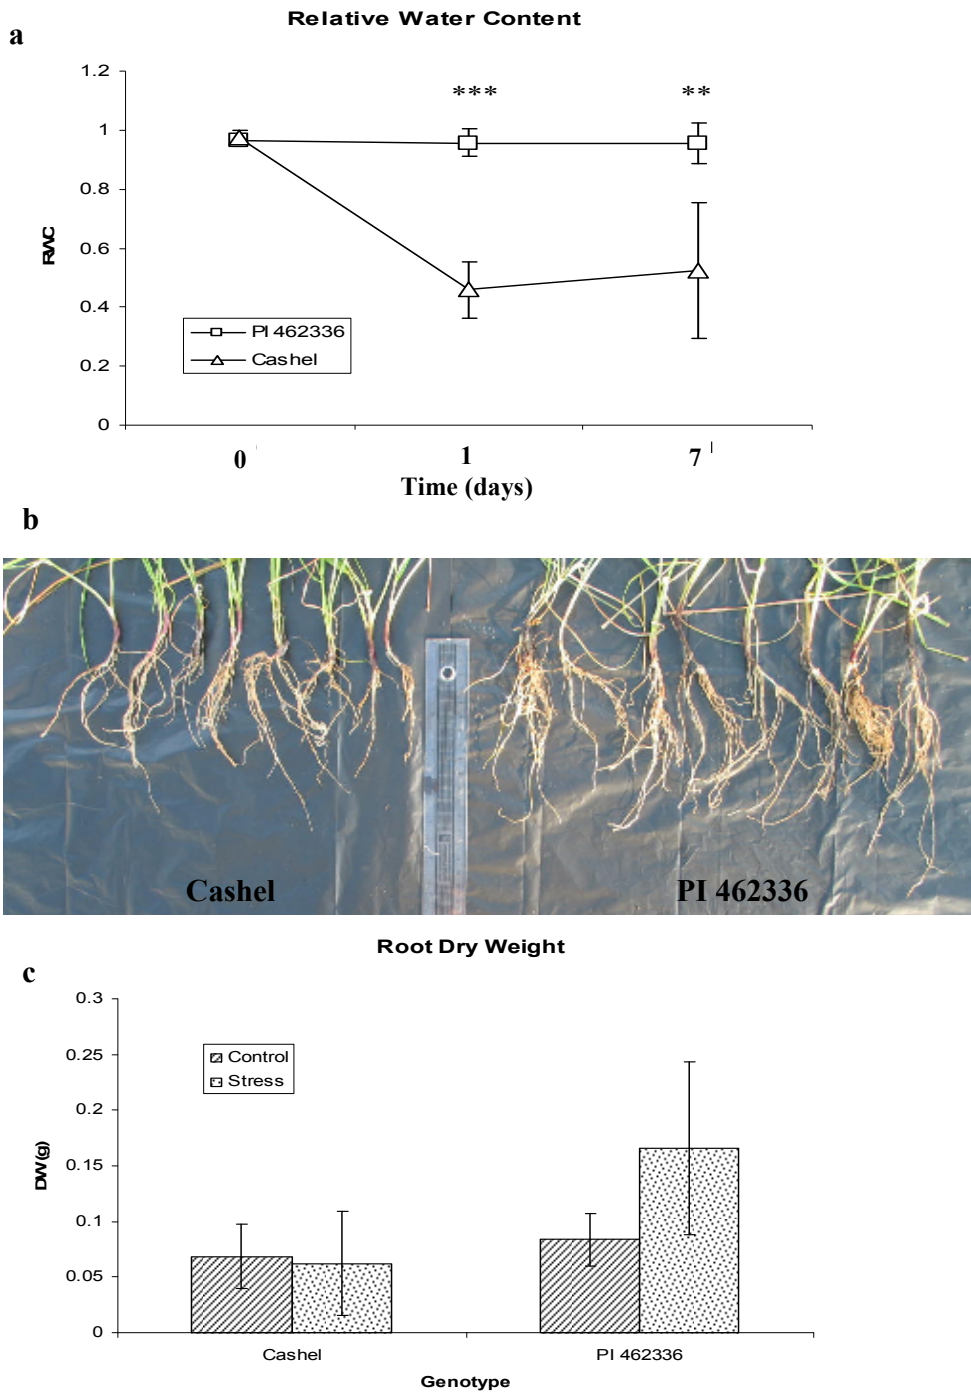 Relative Water Content
a
1.2
*** **
1
0.8
0.6
RWC
0.4
PI 462336
Cashel
0.2
0
0 1 7
Time (days)
b
Cashel PI 462336
Root Dry Weight
c
0.3
Control
0.25
Stress
0.2
DW(g)
0.15
0.1
0.05
0
Cashel PI 462336
Genotype